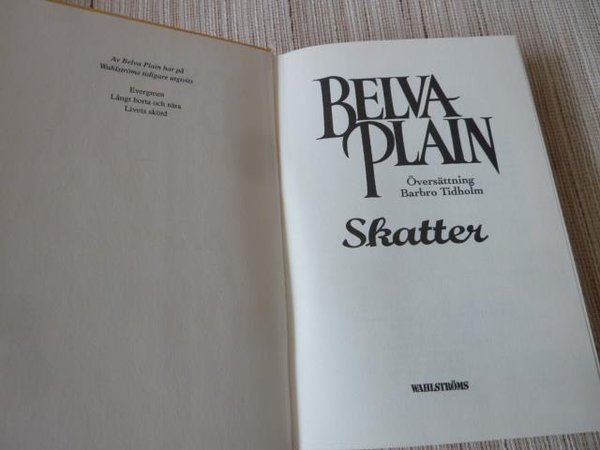 Av Belva Plain har på
Wahlströms tidigare utgivits
Evergreen
Långt borta och nära
Livets skörd
BELVA
PLAIN
Översättning
Barbro Tidholm
Skatter
WAHLSTRÖMS